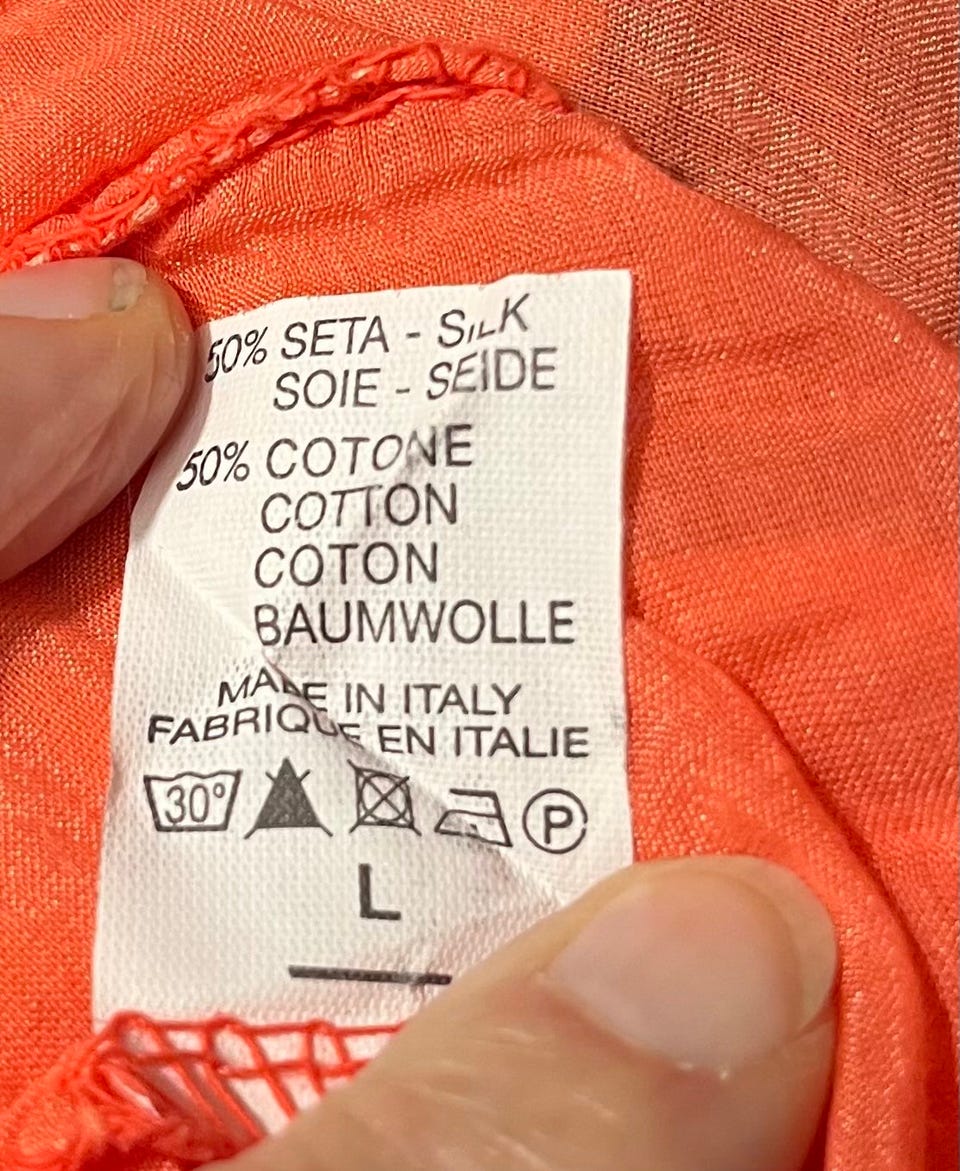 50% SETA - SILK
SOIE - SEIDE
50% COTONE
COTTON
COTON
BAUMWOLLE
MADE IN ITALY
FABRIQUE EN ITALIE
30° P
L